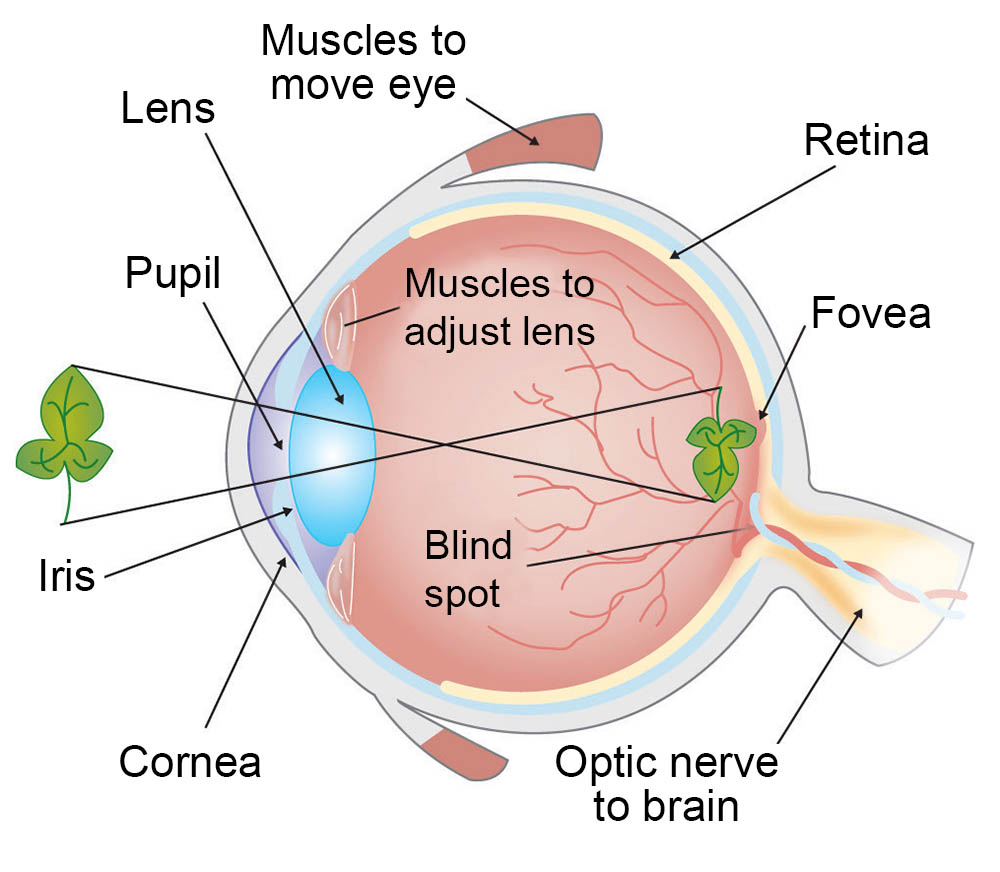 Muscles to
move eye
Lens
Retina
Pupil
Muscles to
adjust lens
Fovea
Blind
spot
Iris
Cornea
Optic nerve
to brain